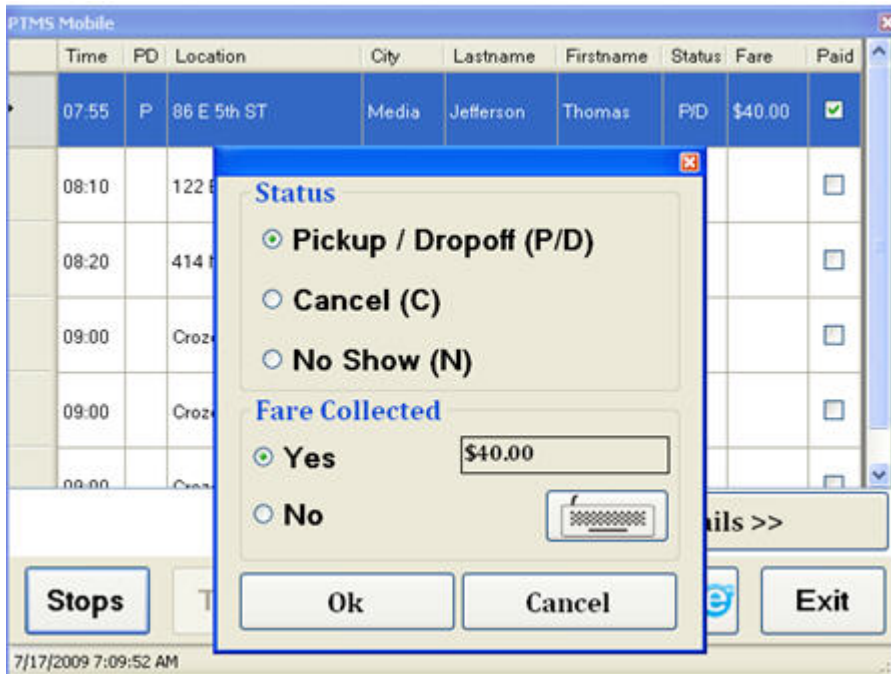 PTMS Mobile
Time PD Location City Lastname Firstname Status Fare Paid
07:55 P 86 E 5th ST Media Jefferson Thomas P/D $40.00
08:10 122
Status
Pickup / Dropoff (P/D)
08:20 414
Cancel (C)
09:00
No Show (N)
09:00
Fare Collected
Yes $40.00
09:00
No
>>
Stops Ok Cancel Exit
7/17/2009 7:09:52 AM